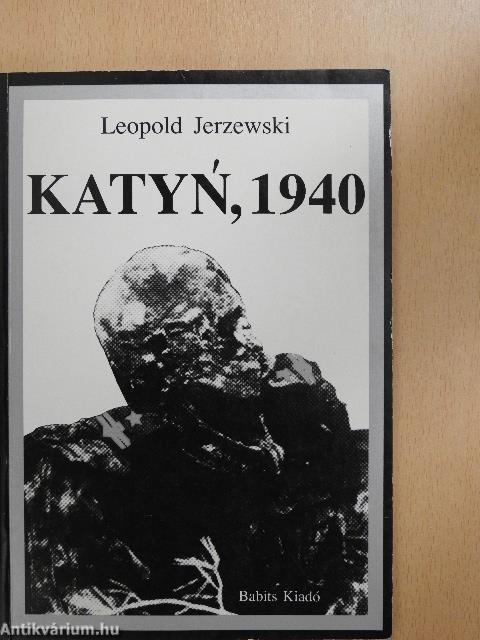 Leopold Jerzewski
KATYŃ, 1940
Babits Kiadó
Antikvárium.hu